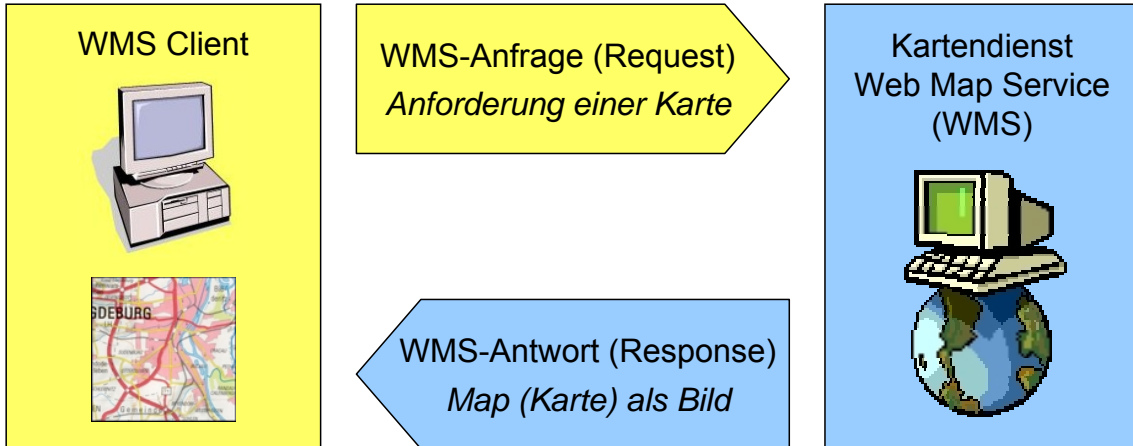 WMS Client
WMS-Anfrage (Request)
Anforderung einer Karte
Kartendienst
Web Map Service
(WMS)
GDEBURG
WMS-Antwort (Response)
Map (Karte) als Bild